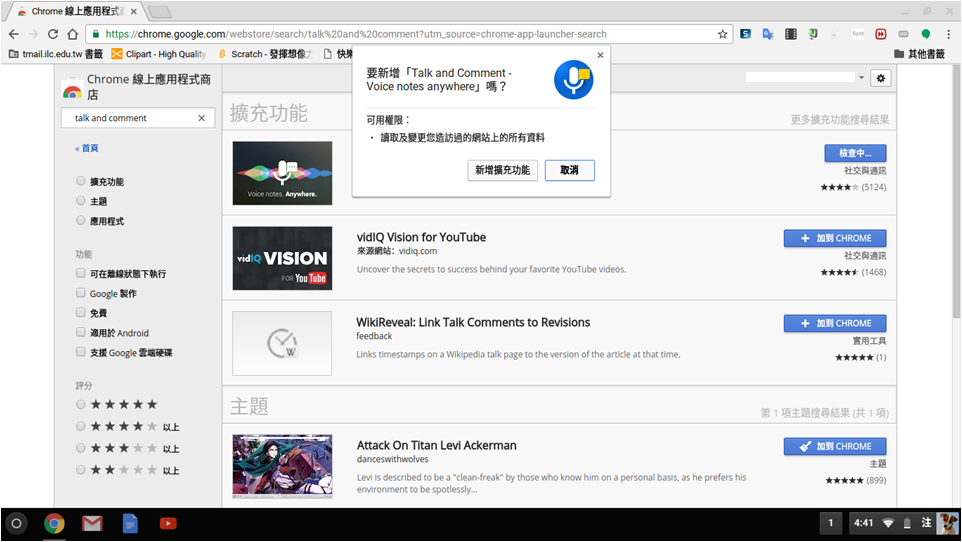 Chrome 線上應用程式商
https://chrome.google.com/webstore/search/talk%20and%20comment?utm_source=chrome-app-launcher-search
tmail.ilc.edu.tw 書籤
Clipart - High Quality
Scratch - 發揮想像力
快樂
其他書籤
Chrome 線上應用程式商
店
talk and comment
« 首頁
擴充功能
主題
應用程式
功能
可在離線狀態下執行
Google 製作
免費
適用於 Android
支援 Google 雲端硬碟
評分
以上
以上
以上
要新增「Talk and Comment -
Voice notes anywhere」嗎？
可用權限：
• 讀取及變更您造訪過的網站上的所有資料
新增擴充功能
取消
擴充功能
更多擴充功能搜尋結果
Voice notes. Anywhere.
檢查中...
社交與通訊
(5124)
vidIQ VISION
FOR YouTube
vidIQ Vision for YouTube
來源網站：vidiq.com
Uncover the secrets to success behind your favorite YouTube videos.
+ 加到 CHROME
社交與通訊
(1468)
W
WikiReveal: Link Talk Comments to Revisions
feedback
Links timestamps on a Wikipedia talk page to the version of the article at that time.
+ 加到 CHROME
實用工具
(1)
主題
第 1 項主題搜尋結果 (共 1 項)
Attack On Titan Levi Ackerman
danceswithwolves
Levi is described to be a "clean-freak" by those who know him on a personal basis, as he prefers his
environment to be spotlessly...
加到 CHROME
主題
(899)
1
4:41
注